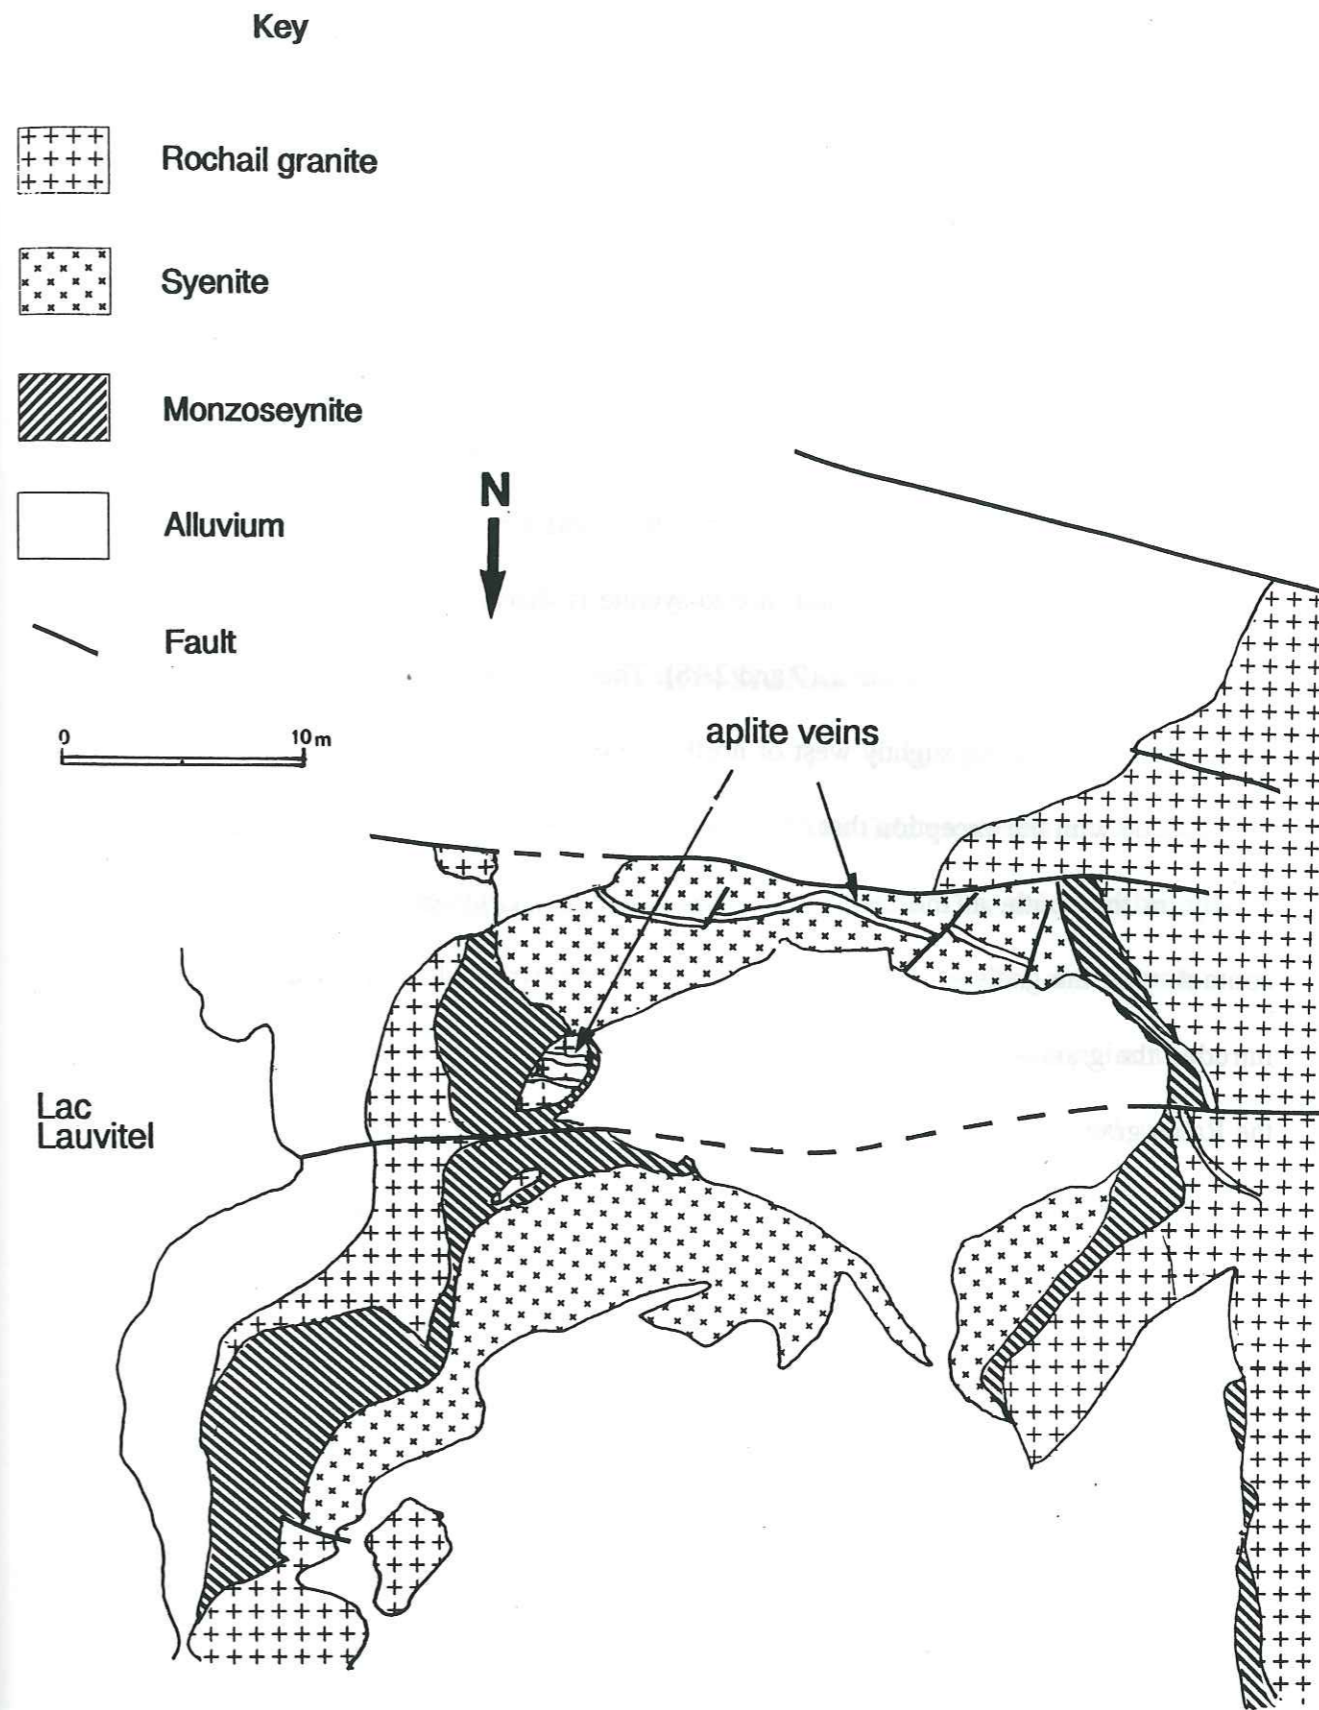 Key
Rochail granite
Syenite
Monzoseynite
Alluvium
Fault
N
0 10m
aplite veins
Lac
Lauvitel